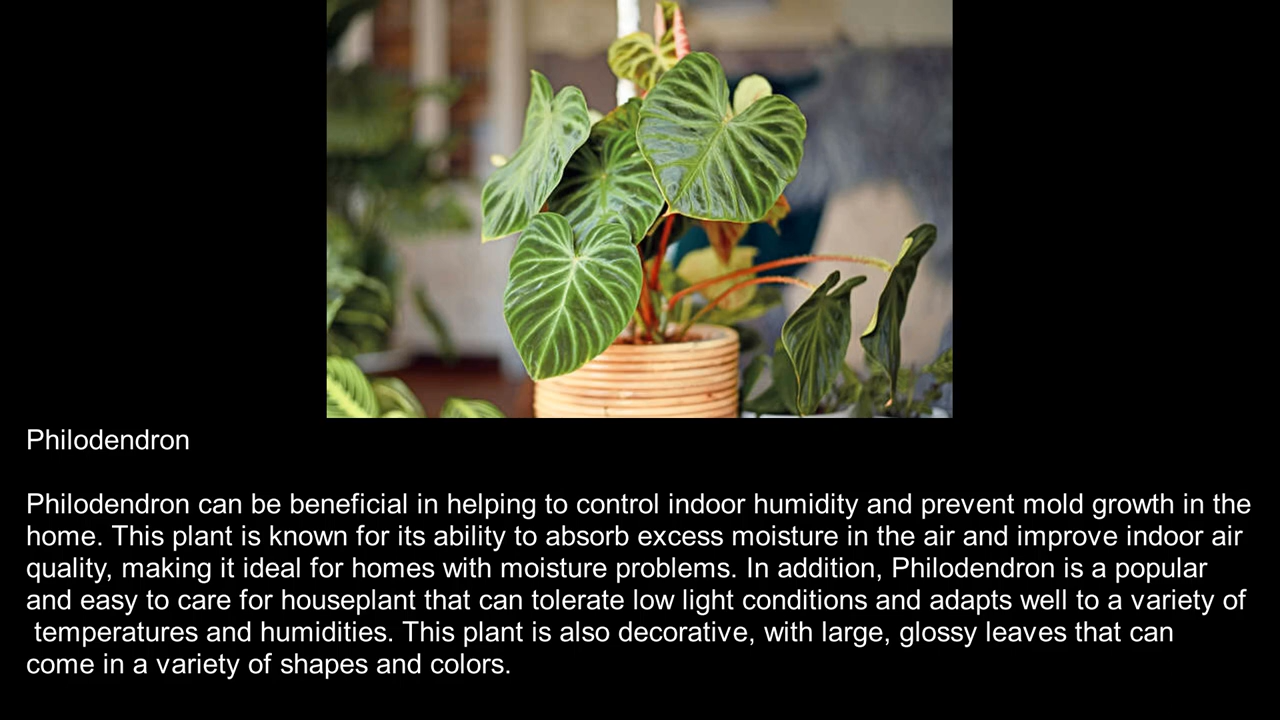 Philodendron
Philodendron can be beneficial in helping to control indoor humidity and prevent mold growth in the
home. This plant is known for its ability to absorb excess moisture in the air and improve indoor air
quality, making it ideal for homes with moisture problems. In addition, Philodendron is a popular
and easy to care for houseplant that can tolerate low light conditions and adapts well to a variety of
temperatures and humidities. This plant is also decorative, with large, glossy leaves that can
come in a variety of shapes and colors.